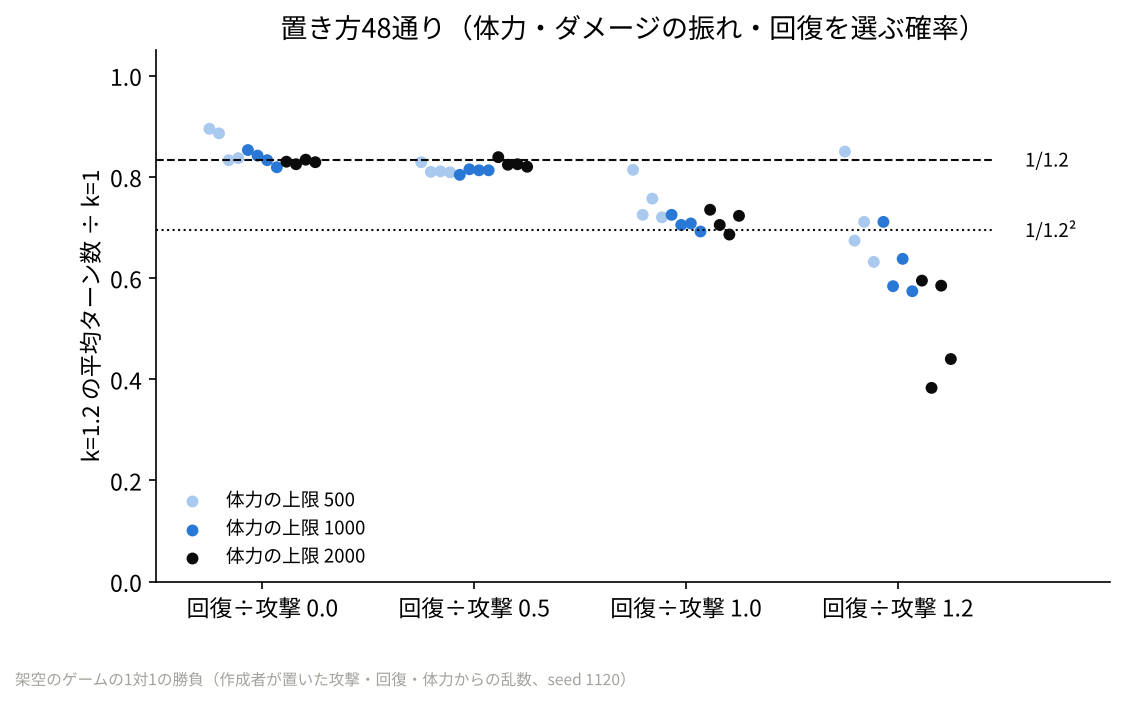 置き方48通り（体力・ダメージの振れ・回復を選ぶ確率）
k=1.2 の平均ターン数 ÷ k=1
1.0
0.8
0.6
0.4
0.2
0.0
1/1.2
1/1.2²
体力の上限 500
体力の上限 1000
体力の上限 2000
回復÷攻撃 0.0
回復÷攻撃 0.5
回復÷攻撃 1.0
回復÷攻撃 1.2
架空のゲームの1対1の勝負（作成者が置いた攻撃・回復・体力からの乱数、seed 1120）